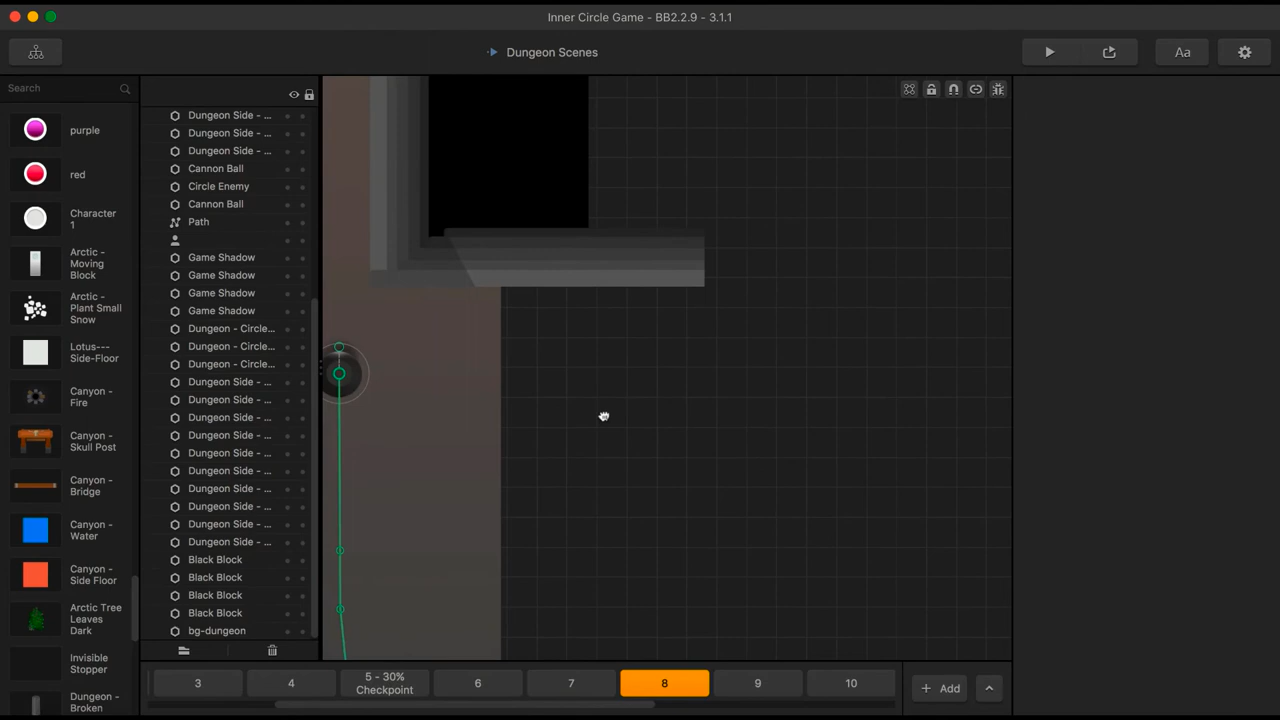 Inner Circle Game - BB2.2.9 - 3.1.1
Dungeon Scenes
Aa
Search
purple
red
Character
1
Arctic -
Moving
Block
Arctic -
Plant Small
Snow
Lotus---
Side-Floor
Canyon -
Fire
Canyon -
Skull Post
Canyon -
Bridge
Canyon -
Water
Canyon -
Side Floor
Arctic Tree
Leaves
Dark
Invisible
Stopper
Dungeon -
Broken
Dungeon Side - ...
Dungeon Side - ...
Dungeon Side - ...
Cannon Ball
Circle Enemy
Cannon Ball
Path
Game Shadow
Game Shadow
Game Shadow
Game Shadow
Dungeon - Circle...
Dungeon - Circle...
Dungeon - Circle...
Dungeon Side - ...
Dungeon Side - ...
Dungeon Side - ...
Dungeon Side - ...
Dungeon Side - ...
Dungeon Side - ...
Dungeon Side - ...
Dungeon Side - ...
Dungeon Side - ...
Dungeon Side - ...
Black Block
Black Block
Black Block
Black Block
bg-dungeon
3
4
5 - 30%
Checkpoint
6
7
8
9
10
+ Add